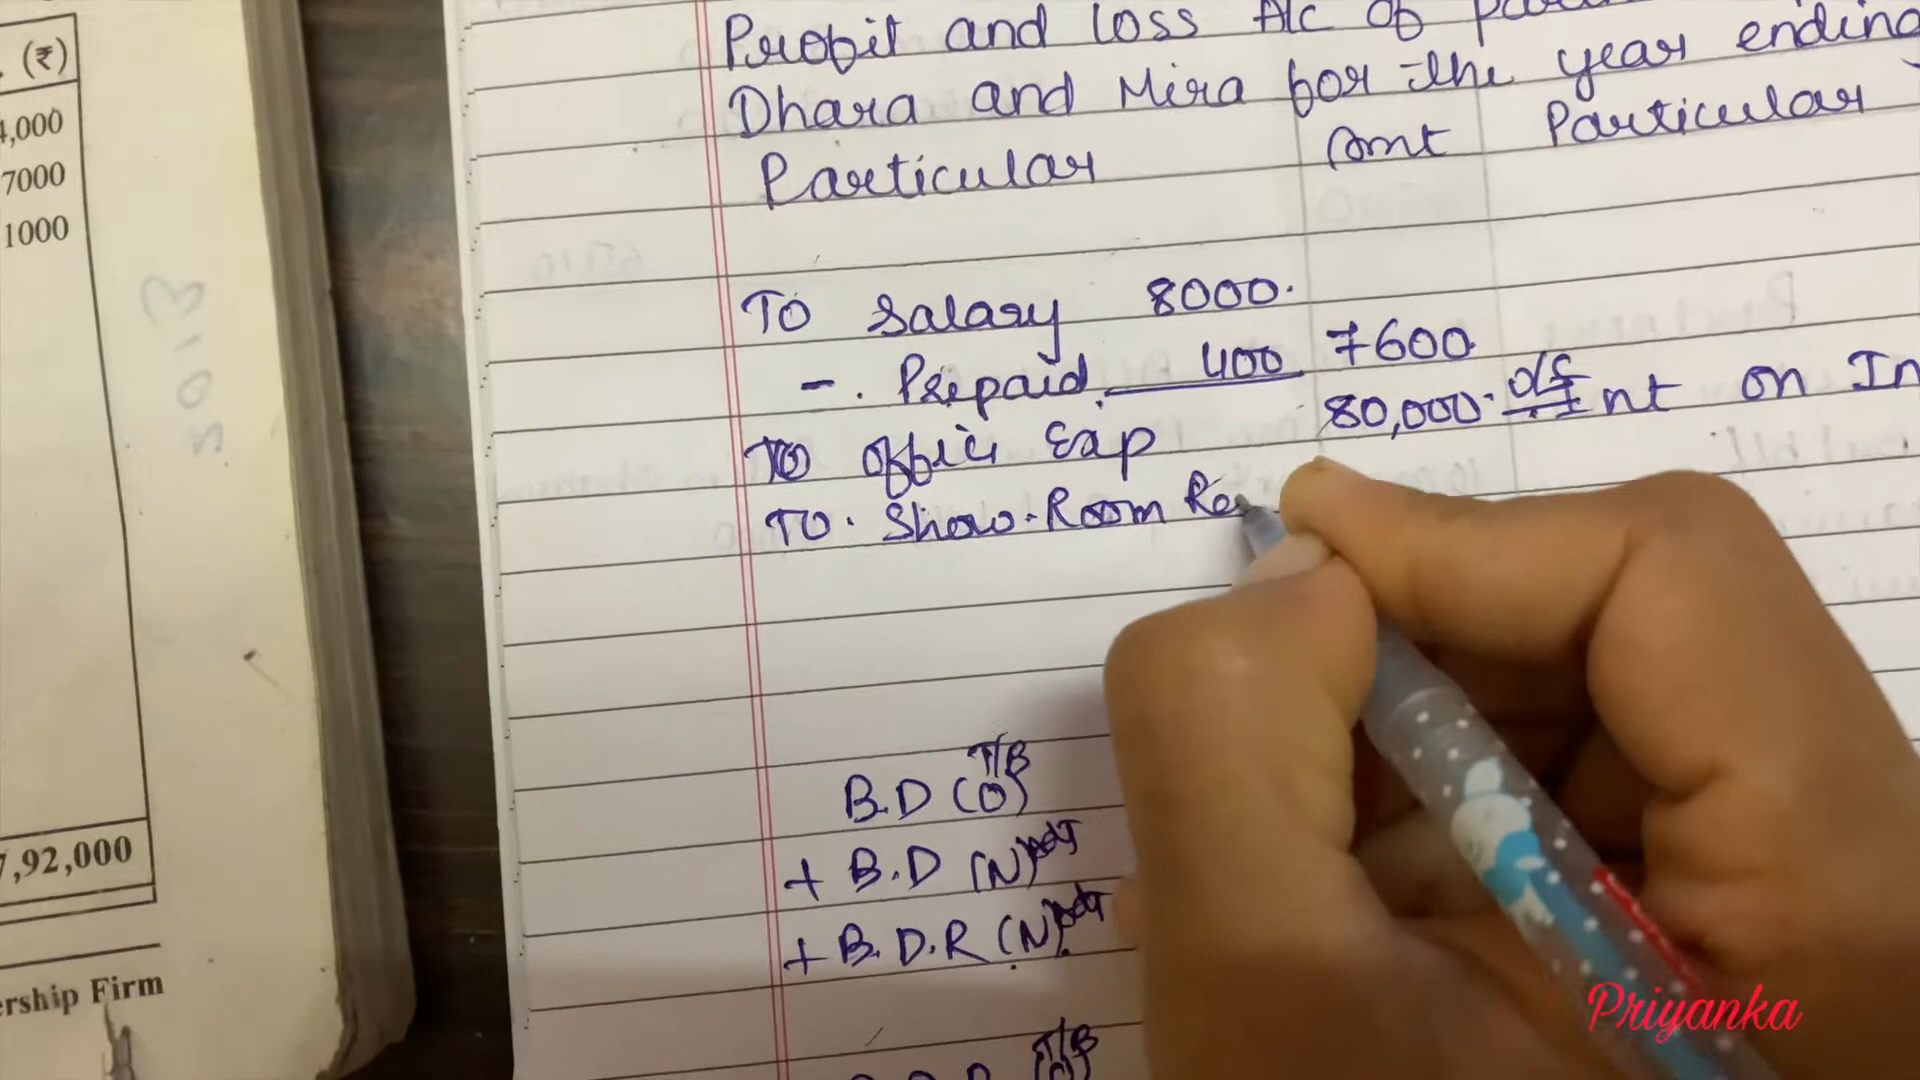 (₹)
4,000
7000
1000
7,92,000
ership Firm
Profit and loss A/c of
Dhara and Mira for the year ending
Particular Amt Particular
To Salary 8000.
-. Prepaid. 400 7600
To Office Exp 80,000. o/s Int on In
To. Show-Room Re
B.D (O) T/B
+ B.D (N) Adj
+ B.D.R (N) Adj
T/B
Priyanka